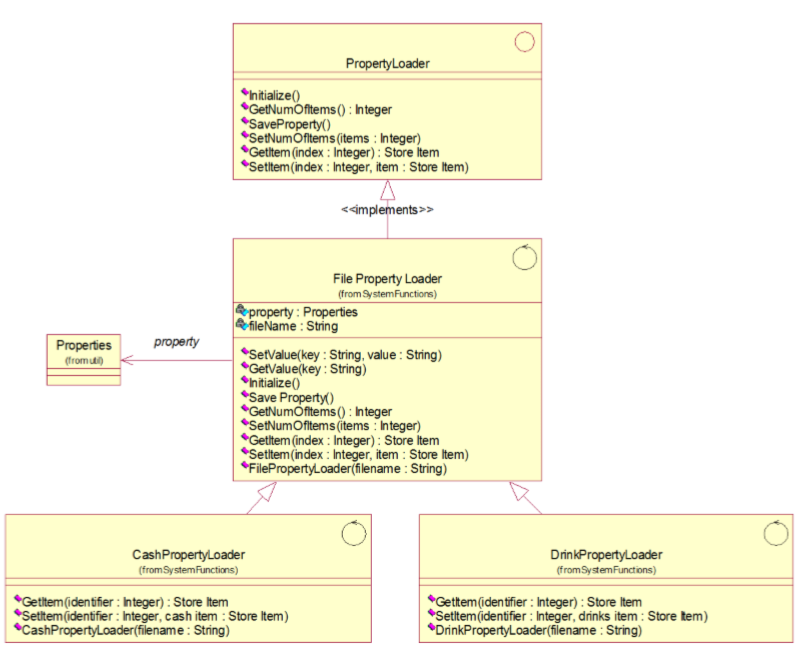 PropertyLoader
Initialize()
GetNumOfItems() : Integer
SaveProperty()
SetNumOfItems(items : Integer)
GetItem(index : Integer) : Store Item
SetItem(index : Integer, item : Store Item)
<<implements>>
File Property Loader
(from SystemFunctions)
property : Properties
fileName : String
SetValue(key : String, value : String)
GetValue(key : String)
Initialize()
Save Property()
GetNumOfItems() : Integer
SetNumOfItems(items : Integer)
GetItem(index : Integer) : Store Item
SetItem(index : Integer, item : Store Item)
FilePropertyLoader(filename : String)
property
Properties
(from util)
CashPropertyLoader
(from SystemFunctions)
GetItem(identifier : Integer) : Store Item
SetItem(identifier : Integer, cash item : Store Item)
CashPropertyLoader(filename : String)
DrinkPropertyLoader
(from SystemFunctions)
GetItem(identifier : Integer) : Store Item
SetItem(identifier : Integer, drinks item : Store Item)
DrinkPropertyLoader(filename : String)